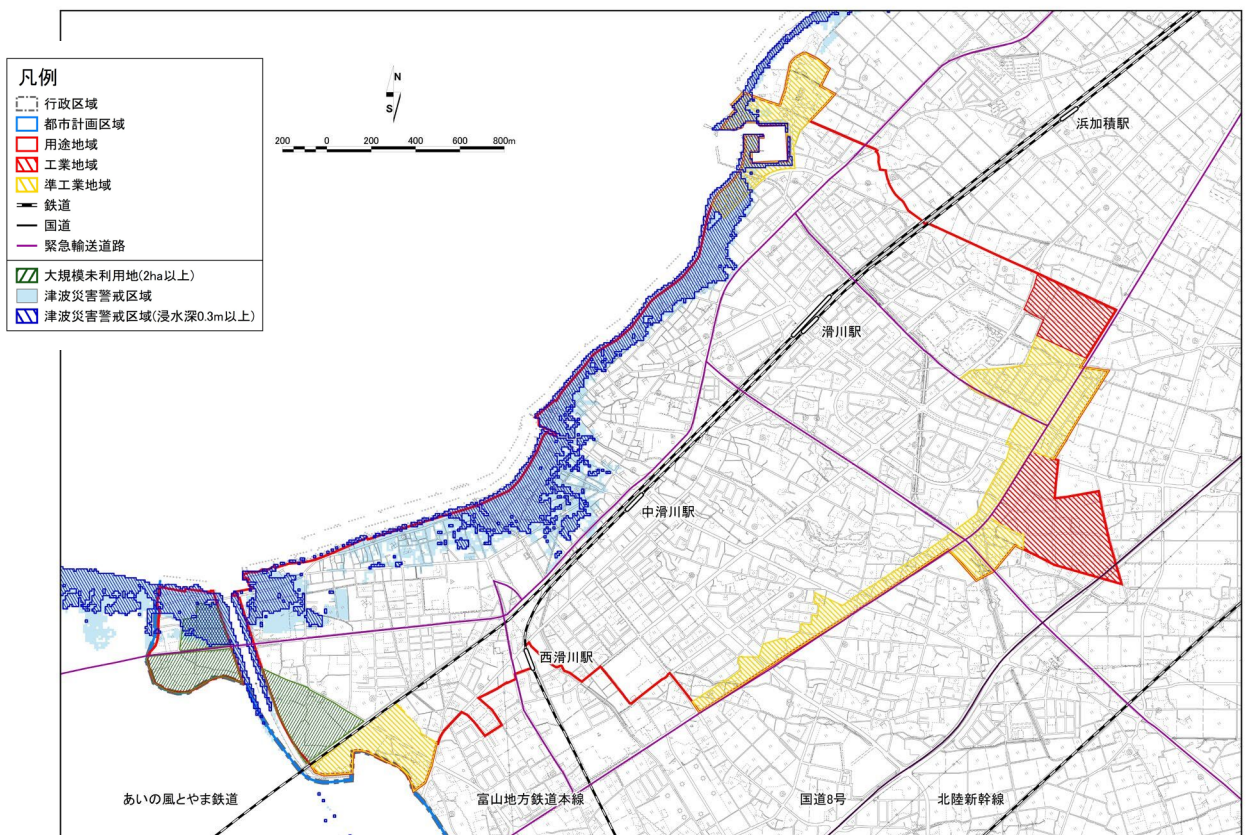 凡例
行政区域
都市計画区域
用途地域
工業地域
準工業地域
鉄道
国道
緊急輸送道路
大規模未利用地(2ha以上)
津波災害警戒区域
津波災害警戒区域(浸水深0.3m以上)
N
S
200 0 200 400 600 800m
浜加積駅
滑川駅
中滑川駅
西滑川駅
あいの風とやま鉄道
富山地方鉄道本線
国道8号
北陸新幹線